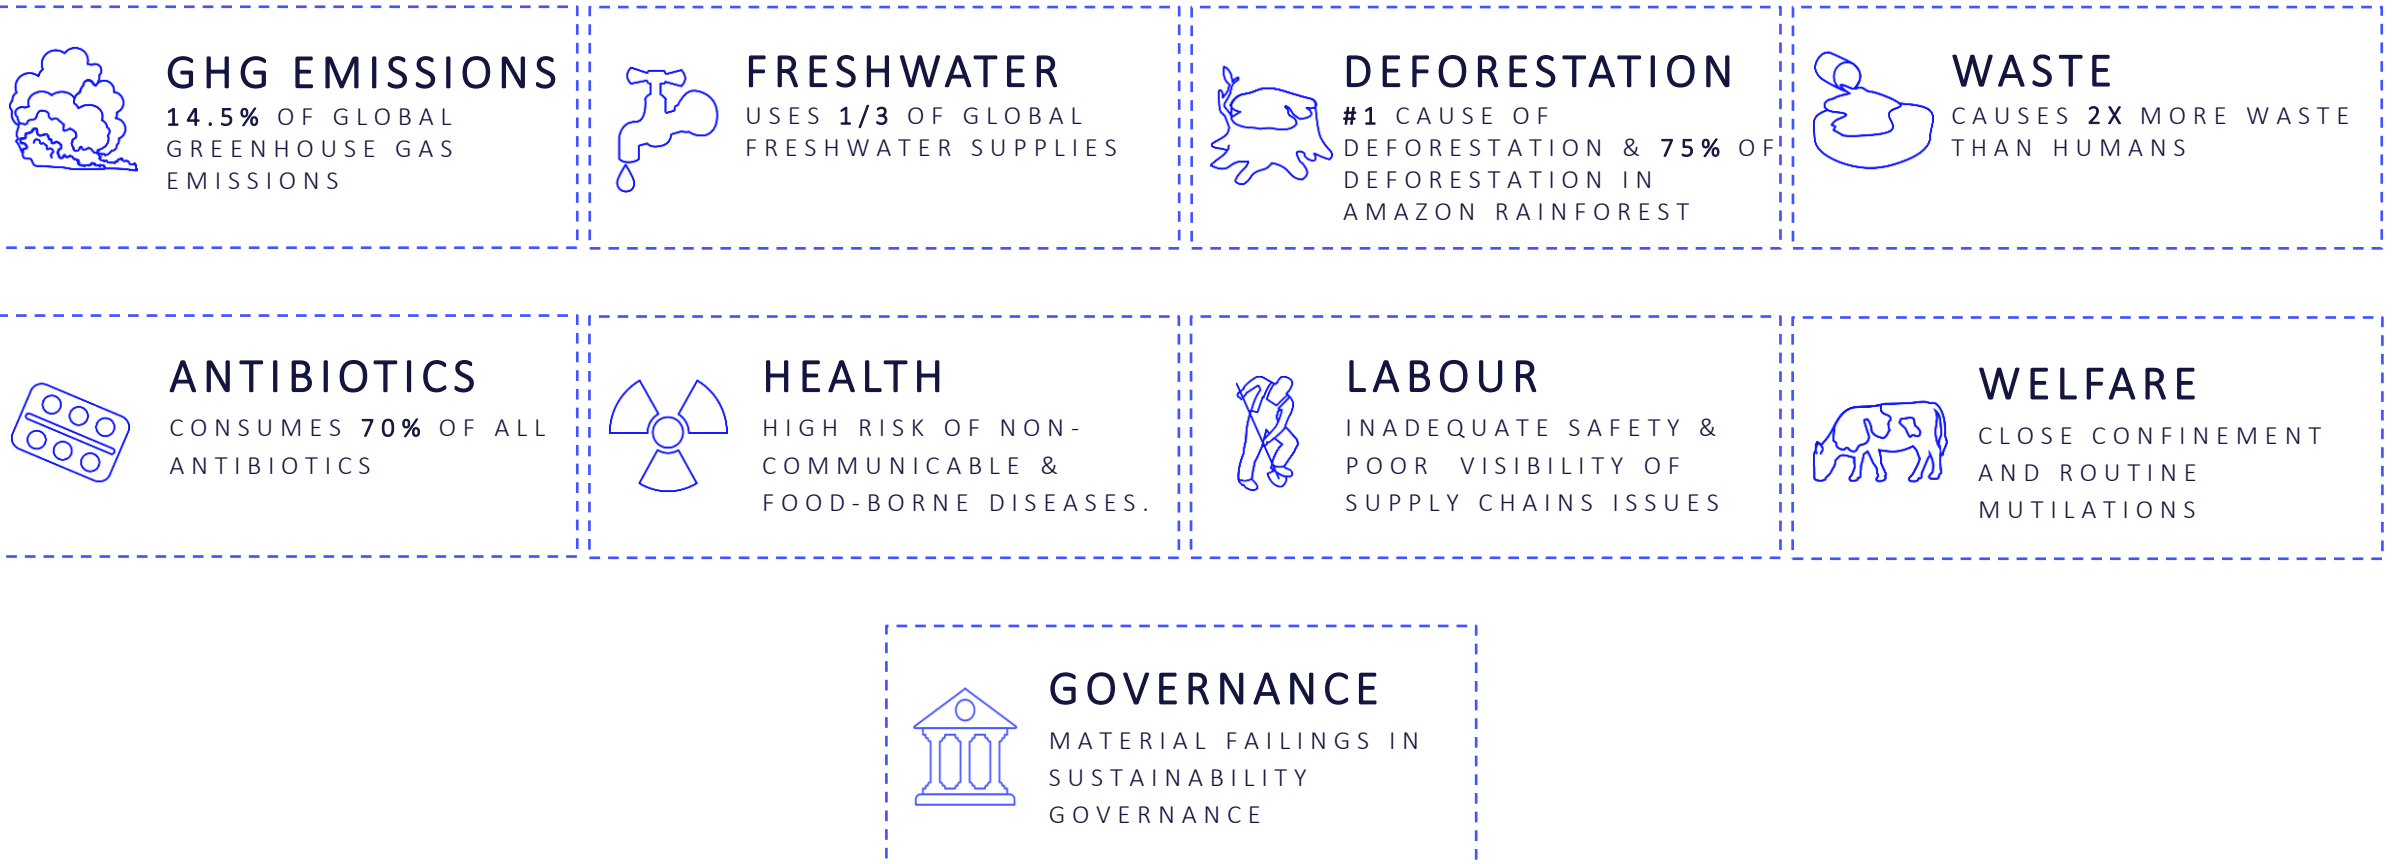 GHG EMISSIONS
14.5% OF GLOBAL
GREENHOUSE GAS
EMISSIONS
FRESHWATER
USES 1/3 OF GLOBAL
FRESHWATER SUPPLIES
DEFORESTATION
#1 CAUSE OF
DEFORESTATION & 75% OF
DEFORESTATION IN
AMAZON RAINFOREST
WASTE
CAUSES 2X MORE WASTE
THAN HUMANS
ANTIBIOTICS
CONSUMES 70% OF ALL
ANTIBIOTICS
HEALTH
HIGH RISK OF NON-
COMMUNICABLE &
FOOD-BORNE DISEASES.
LABOUR
INADEQUATE SAFETY &
POOR VISIBILITY OF
SUPPLY CHAINS ISSUES
WELFARE
CLOSE CONFINEMENT
AND ROUTINE
MUTILATIONS
GOVERNANCE
MATERIAL FAILINGS IN
SUSTAINABILITY
GOVERNANCE